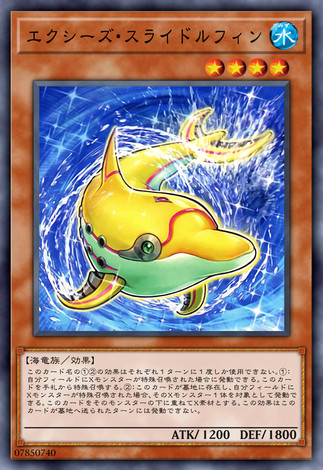 エクシーズ・スライドルフィン
水
【海竜族／効果】
このカード名の①②の効果はそれぞれ１ターンに１度しか使用できない。①：
自分フィールドにXモンスターが特殊召喚された場合に発動できる。このカー
ドを手札から特殊召喚する。②：このカードが墓地に存在し、自分フィールドに
Xモンスターが特殊召喚された場合、そのXモンスター１体を対象として発動で
きる。このカードをそのモンスターの下に重ねてX素材とする。この効果はこの
カードが墓地へ送られたターンには発動できない。
ATK/1200 DEF/1800
07850740